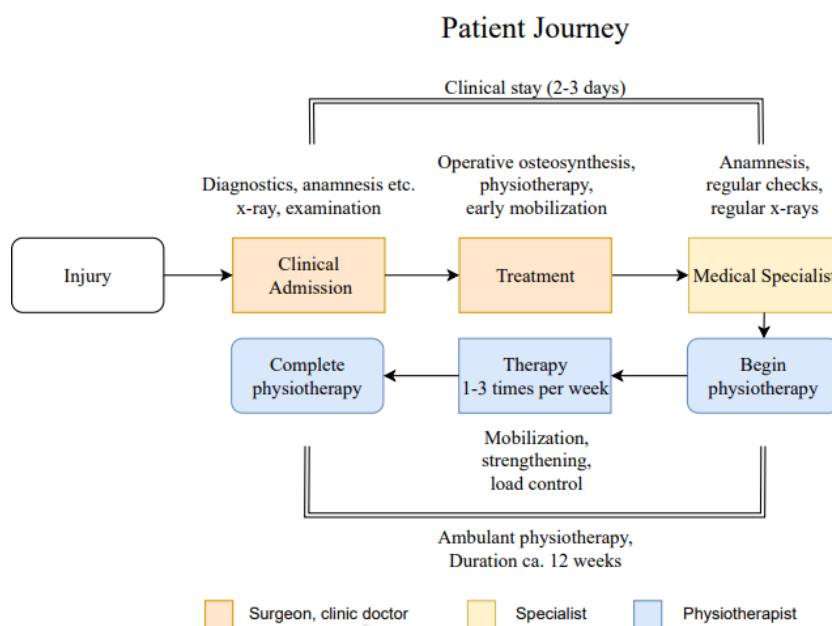 Patient Journey
Clinical stay (2-3 days)
Diagnostics, anamnesis etc.
x-ray, examination
Operative osteosynthesis,
physiotherapy,
early mobilization
Anamnesis,
regular checks,
regular x-rays
Injury
Clinical
Admission
Treatment
Medical Specialist
Complete
physiotherapy
Therapy
1-3 times per week
Begin
physiotherapy
Mobilization,
strengthening,
load control
Ambulant physiotherapy,
Duration ca. 12 weeks
Surgeon, clinic doctor
Specialist
Physiotherapist